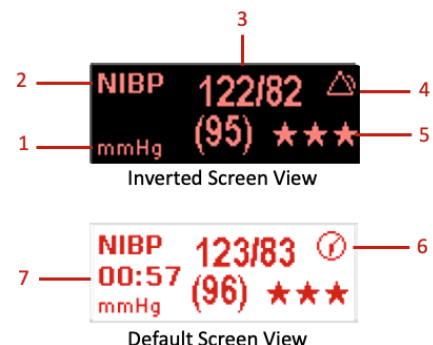 3
2 NIBP 122/82 4
1 mmHg (95) ★★★ 5
Inverted Screen View
NIBP 123/83 6
7 00:57
mmHg (96) ★★★
Default Screen View